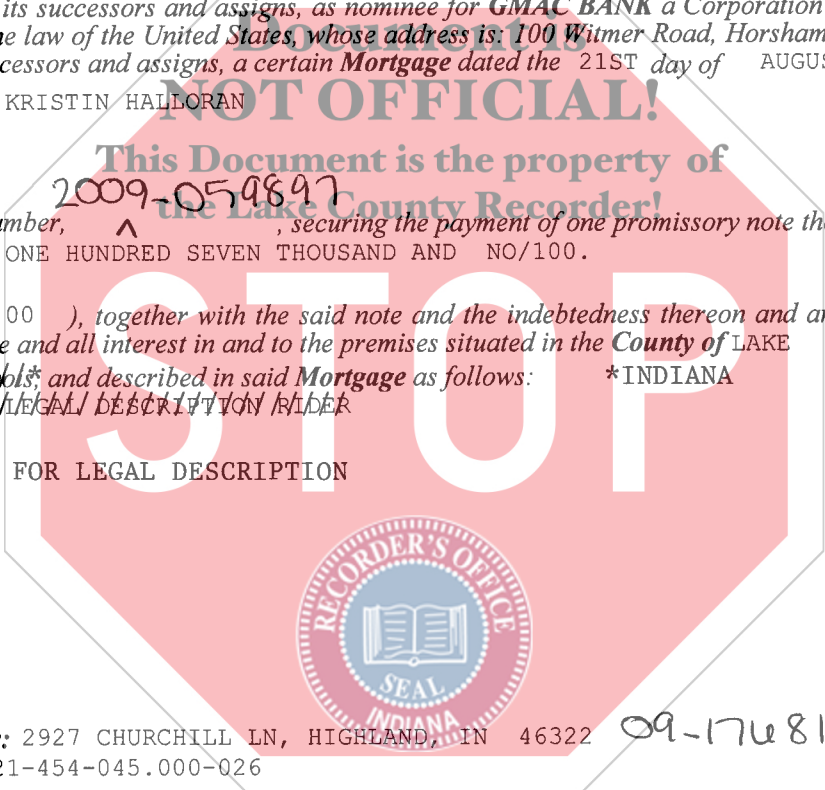 its successors and assigns, as nominee for GMAC BANK a Corporation
e law of the United States, whose address is: 100 Witmer Road, Horsham
Document is
cessors and assigns, a certain Mortgage dated the 21ST day of AUGUS
KRISTIN HALLORAN
NOT OFFICIAL!
This Document is the property of
2009-059897
the Lake County Recorder!
mber, ^ , securing the payment of one promissory note th
ONE HUNDRED SEVEN THOUSAND AND NO/100.
00 ), together with the said note and the indebtedness thereon and
e and all interest in and to the premises situated in the County of LAKE
ois,* and described in said Mortgage as follows: *INDIANA
LEGAL DESCRIPTION RIDER
FOR LEGAL DESCRIPTION
STOP
RECORDER'S OFFICE
SEAL
INDIANA
: 2927 CHURCHILL LN, HIGHLAND, IN 46322 09-17681
21-454-045.000-026